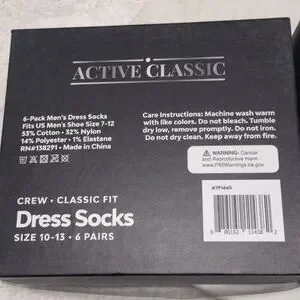 ACTIVE CLASSIC
6-Pack Men's Dress Socks
Fits US Men's Shoe Size 7-12
53% Cotton • 32% Nylon
14% Polyester • 1% Elastane
RN#138291 • Made in China
Care Instructions: Machine wash warm
with like colors. Do not bleach. Tumble
dry low, remove promptly. Do not iron.
Do not dry clean. Keep away from fire.
WARNING: Cancer
and Reproductive Harm
www.P65Warnings.ca.gov
CREW • CLASSIC FIT
Dress Socks
SIZE 10-13 • 6 PAIRS
#791460